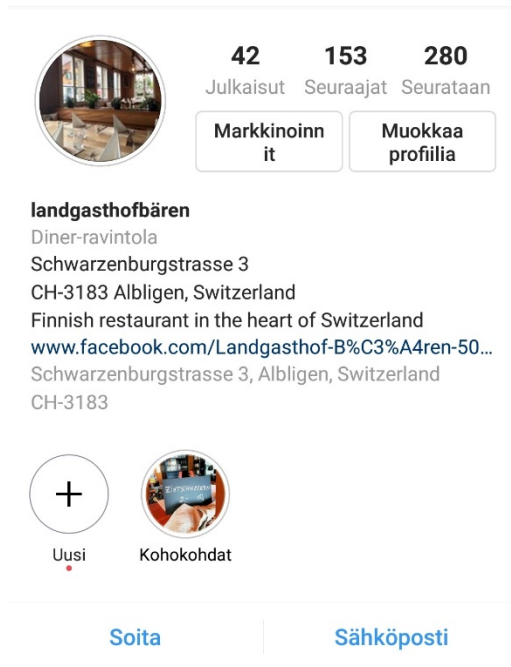 42 153 280
Julkaisut Seuraajat Seurataan
Markkinoinn
it
Muokkaa
profiilia
landgasthofbären
Diner-ravintola
Schwarzenburgstrasse 3
CH-3183 Albligen, Switzerland
Finnish restaurant in the heart of Switzerland
www.facebook.com/Landgasthof-B%C3%A4ren-50...
Schwarzenburgstrasse 3, Albligen, Switzerland
CH-3183
Uusi Kohokohdat
Soita Sähköposti